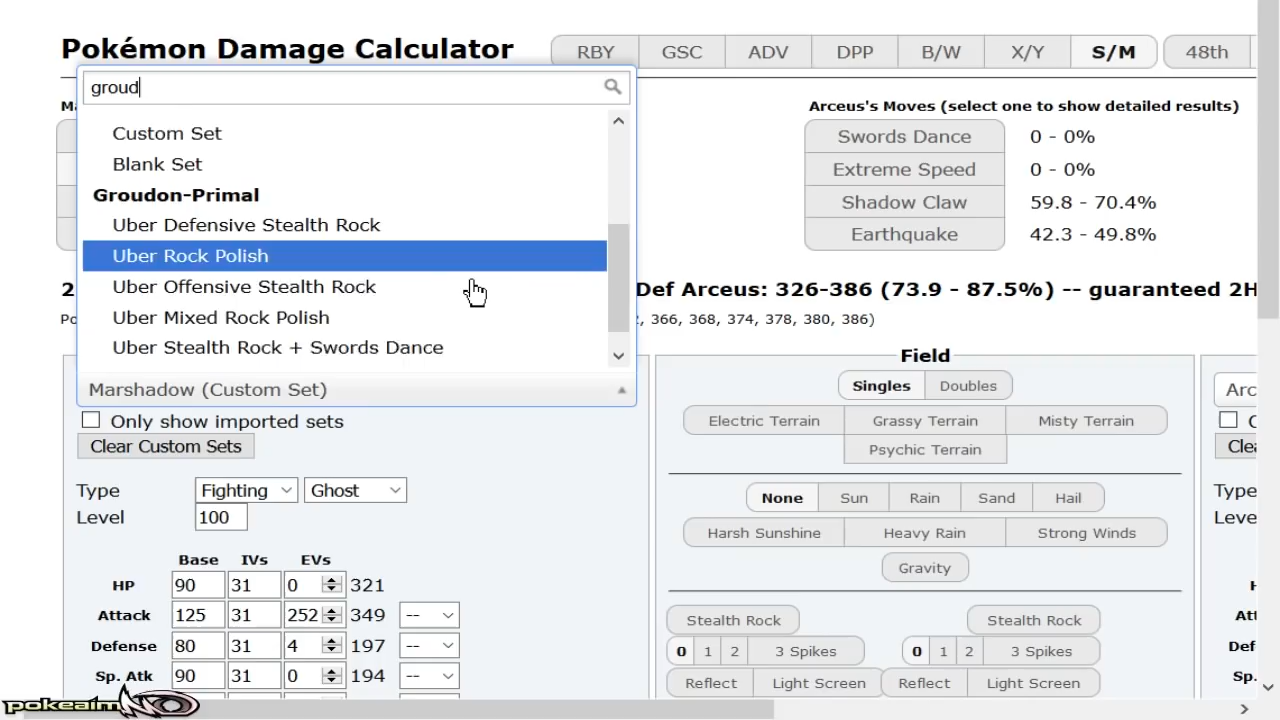 Pokémon Damage Calculator
RBY GSC ADV DPP B/W X/Y S/M 48th
groud
Custom Set
Blank Set
Groudon-Primal
Uber Defensive Stealth Rock
Uber Rock Polish
Uber Offensive Stealth Rock
Uber Mixed Rock Polish
Uber Stealth Rock + Swords Dance
Marshadow (Custom Set)
Only show imported sets
Clear Custom Sets
Arceus's Moves (select one to show detailed results)
Swords Dance 0 - 0%
Extreme Speed 0 - 0%
Shadow Claw 59.8 - 70.4%
Earthquake 42.3 - 49.8%
2 Def Arceus: 326-386 (73.9 - 87.5%) -- guaranteed 2H
366, 368, 374, 378, 380, 386)
Type Fighting Ghost
Level 100
Base IVs EVs
HP 90 31 0 321
Attack 125 31 252 349 --
Defense 80 31 4 197 --
Sp. Atk 90 31 0 194 --
Field
Singles Doubles
Electric Terrain Grassy Terrain Misty Terrain
Psychic Terrain
None Sun Rain Sand Hail
Harsh Sunshine Heavy Rain Strong Winds
Gravity
Stealth Rock Stealth Rock
0 1 2 3 Spikes 0 1 2 3 Spikes
Reflect Light Screen Reflect Light Screen
Arc
Cle
Type
Leve
At
Def
Sp.
pokeaimMD